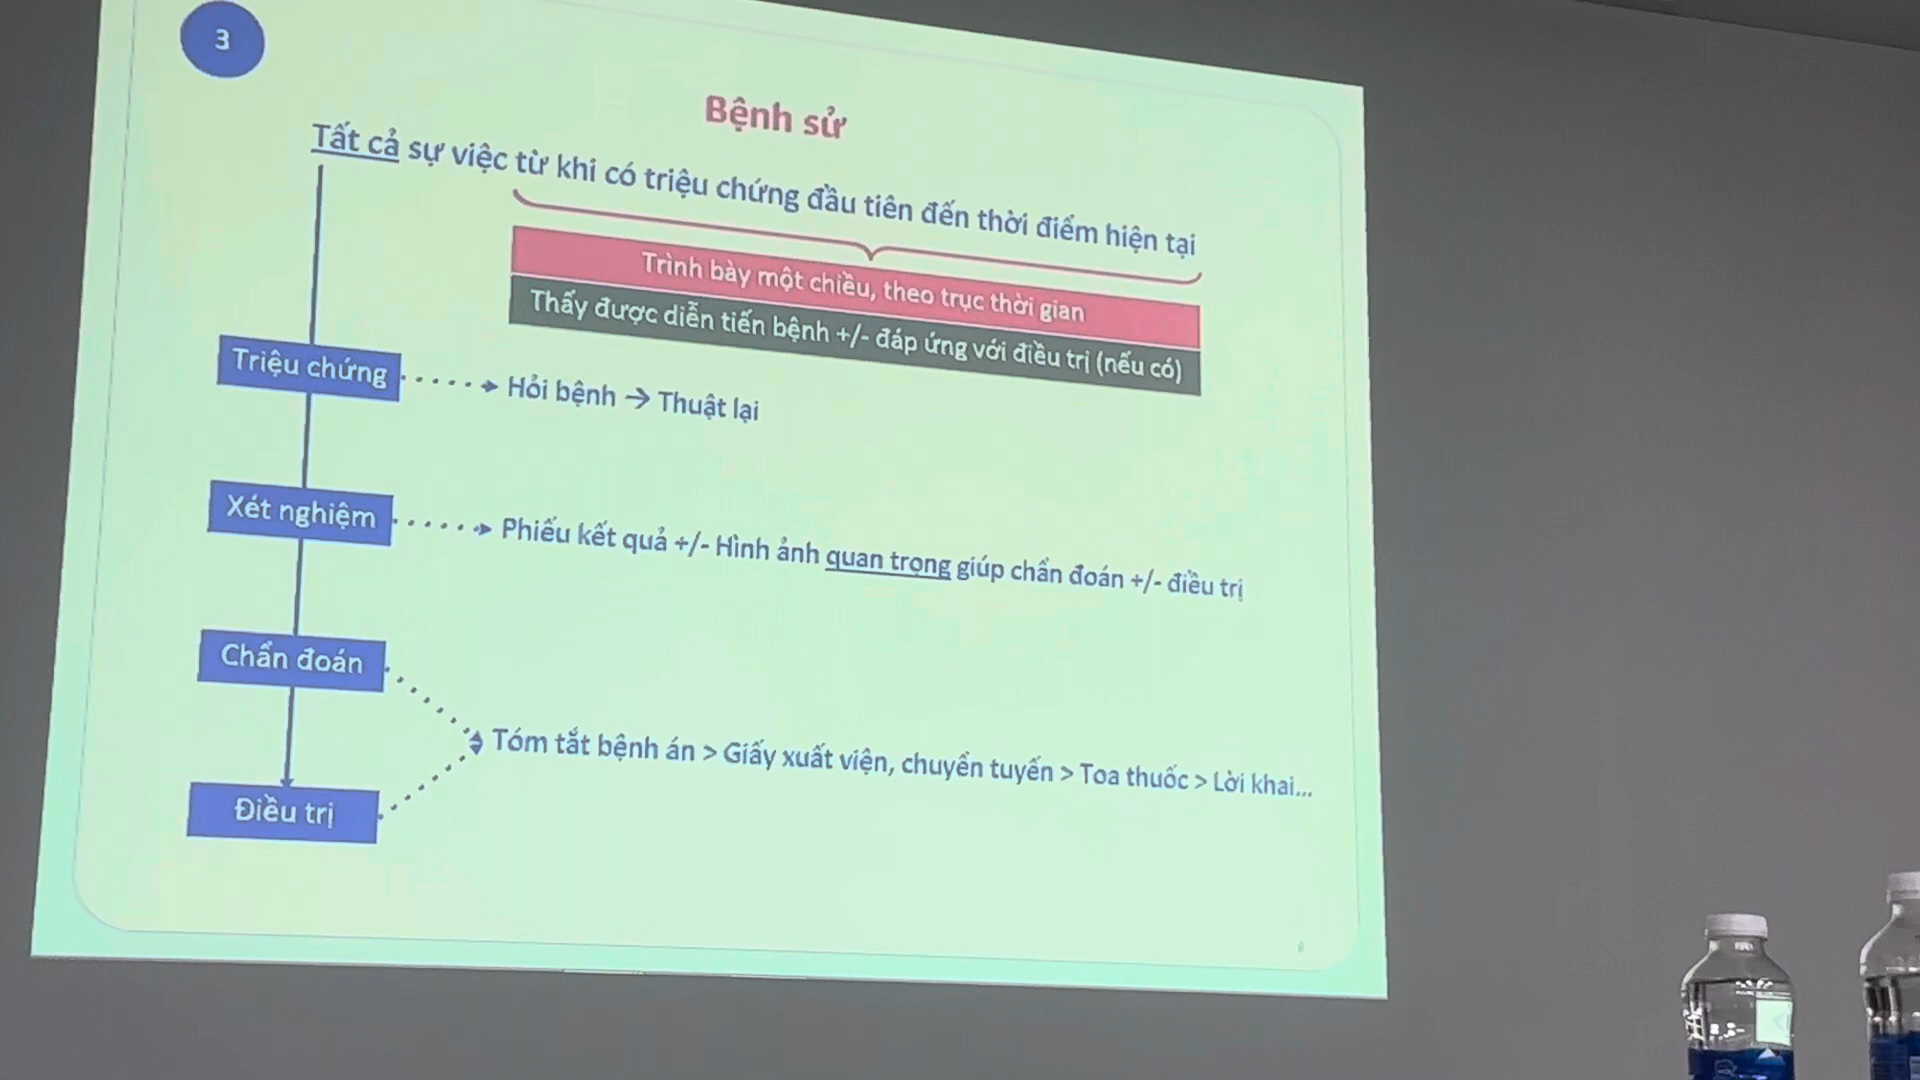 3
Bệnh sử
Tất cả sự việc từ khi có triệu chứng đầu tiên đến thời điểm hiện tại
Trình bày một chiều, theo trục thời gian
Thấy được diễn tiến bệnh +/- đáp ứng với điều trị (nếu có)
Triệu chứng
Hỏi bệnh → Thuật lại
Xét nghiệm
Phiếu kết quả +/- Hình ảnh quan trọng giúp chẩn đoán +/- điều trị
Chẩn đoán
Tóm tắt bệnh án > Giấy xuất viện, chuyển tuyến > Toa thuốc > Lời khai...
Điều trị